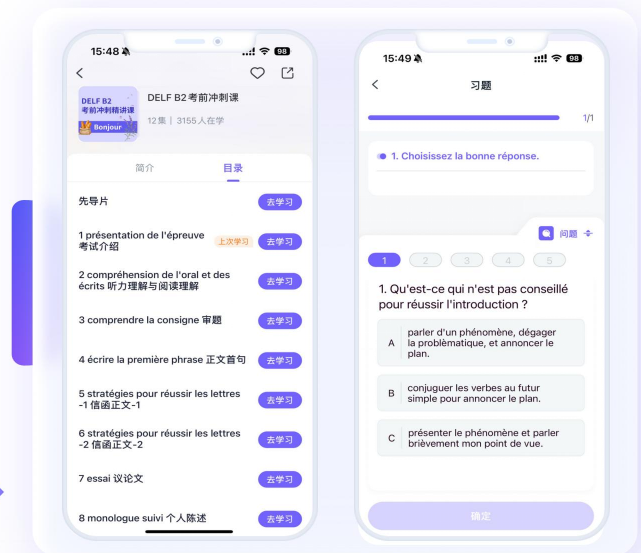 15:48
98
DELF B2
考前冲刺精讲课
Bonjour
DELF B2考前冲刺课
12集 | 3155人在学
简介
目录
先导片
去学习
1 présentation de l'épreuve
考试介绍
上次学习
去学习
2 compréhension de l'oral et des
écrits 听力理解与阅读理解
去学习
3 comprendre la consigne 审题
去学习
4 écrire la première phrase 正文首句
去学习
5 stratégies pour réussir les lettres
-1 信函正文-1
去学习
6 stratégies pour réussir les lettres
-2 信函正文-2
去学习
7 essai 议论文
去学习
8 monologue suivi 个人陈述
去学习
15:49
98
习题
1/1
1. Choisissez la bonne réponse.
问题
1
2
3
4
5
1. Qu'est-ce qui n'est pas conseillé
pour réussir l'introduction ?
A
parler d'un phénomène, dégager
la problèmatique, et annoncer le
plan.
B
conjuguer les verbes au futur
simple pour annoncer le plan.
C
présenter le phénomène et parler
brièvement mon point de vue.
确定